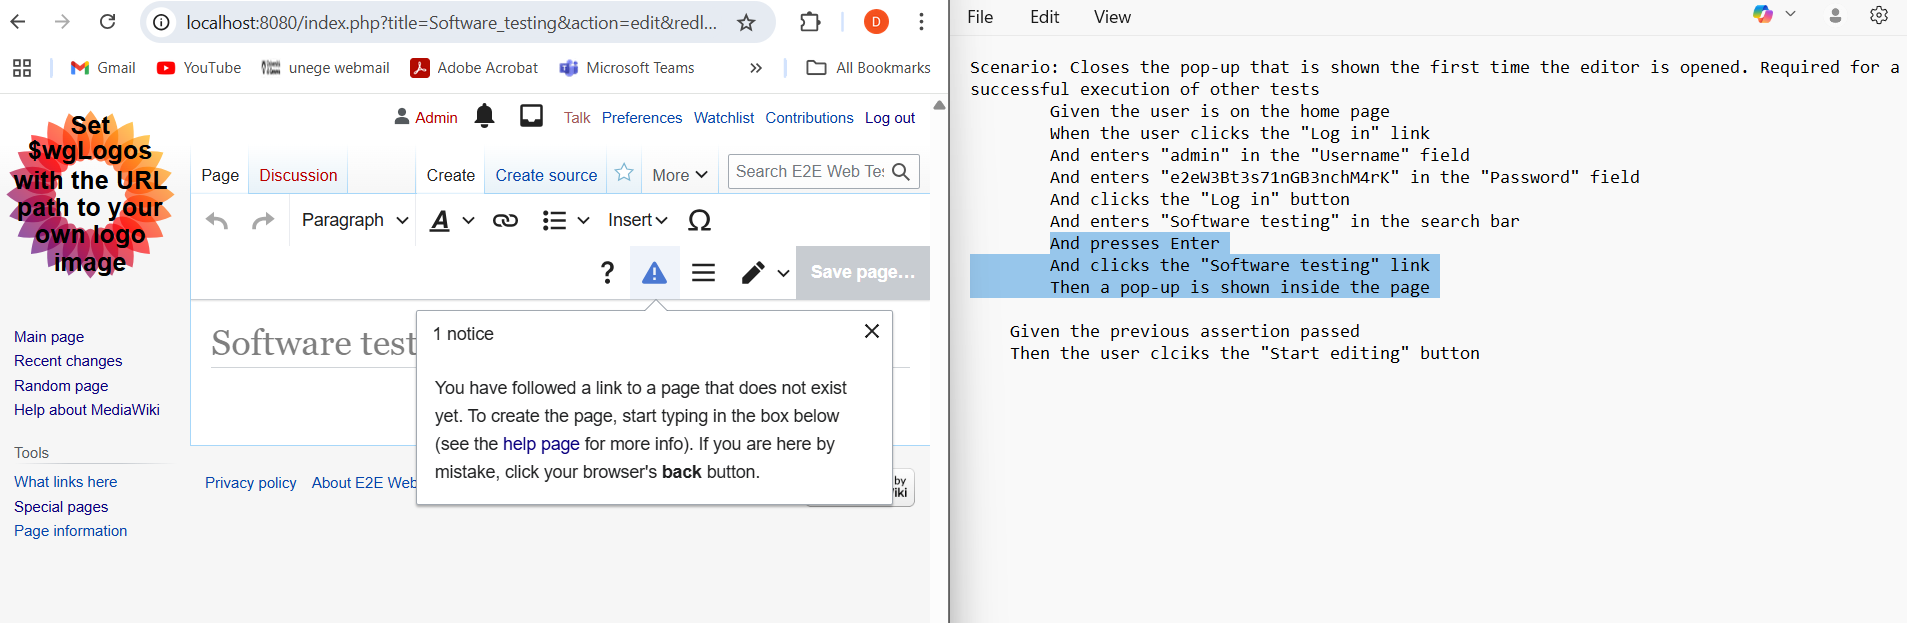 localhost:8080/index.php?title=Software_testing&action=edit&redl...
D
Gmail
YouTube
unege webmail
Adobe Acrobat
Microsoft Teams
»
All Bookmarks
Set
$wgLogos
with the URL
path to your
own logo
image
Admin
Talk
Preferences
Watchlist
Contributions
Log out
Page
Discussion
Create
Create source
More
Search E2E Web Tes
Paragraph
A
Insert
Ω
?
Save page...
Software test
1 notice
You have followed a link to a page that does not exist
yet. To create the page, start typing in the box below
(see the help page for more info). If you are here by
mistake, click your browser's back button.
Main page
Recent changes
Random page
Help about MediaWiki
Tools
What links here
Special pages
Page information
Privacy policy
About E2E Web
by
iki
File
Edit
View
Scenario: Closes the pop-up that is shown the first time the editor is opened. Required for a
successful execution of other tests
Given the user is on the home page
When the user clicks the "Log in" link
And enters "admin" in the "Username" field
And enters "e2eW3Bt3s71nGB3nchM4rK" in the "Password" field
And clicks the "Log in" button
And enters "Software testing" in the search bar
And presses Enter
And clicks the "Software testing" link
Then a pop-up is shown inside the page
Given the previous assertion passed
Then the user clciks the "Start editing" button